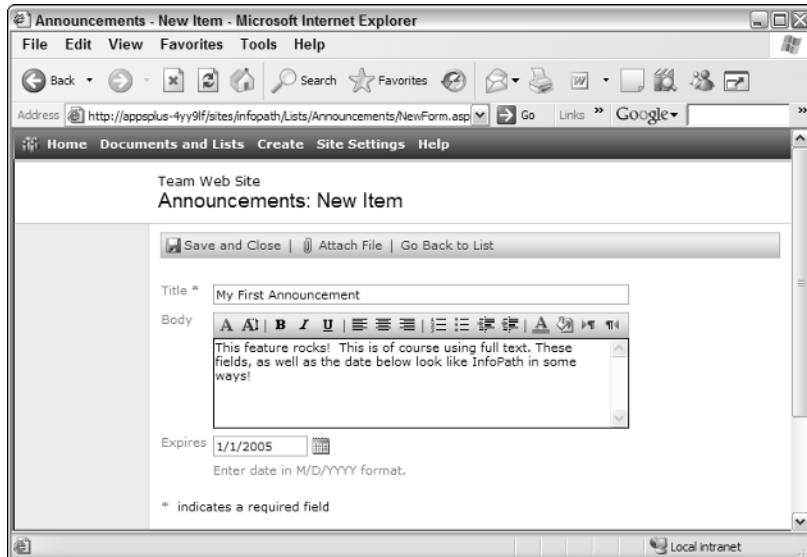 Announcements - New Item - Microsoft Internet Explorer
File Edit View Favorites Tools Help
Back Search Favorites
Address http://appsplus-4yy9lf/sites/infopath/Lists/Announcements/NewForm.asp Go Links » Google »
Home Documents and Lists Create Site Settings Help
Team Web Site
Announcements: New Item
Save and Close | Attach File | Go Back to List
Title * My First Announcement
Body A A | B I U | A
This feature rocks! This is of course using full text. These
fields, as well as the date below look like InfoPath in some
ways!
Expires 1/1/2005
Enter date in M/D/YYYY format.
* indicates a required field
Local intranet